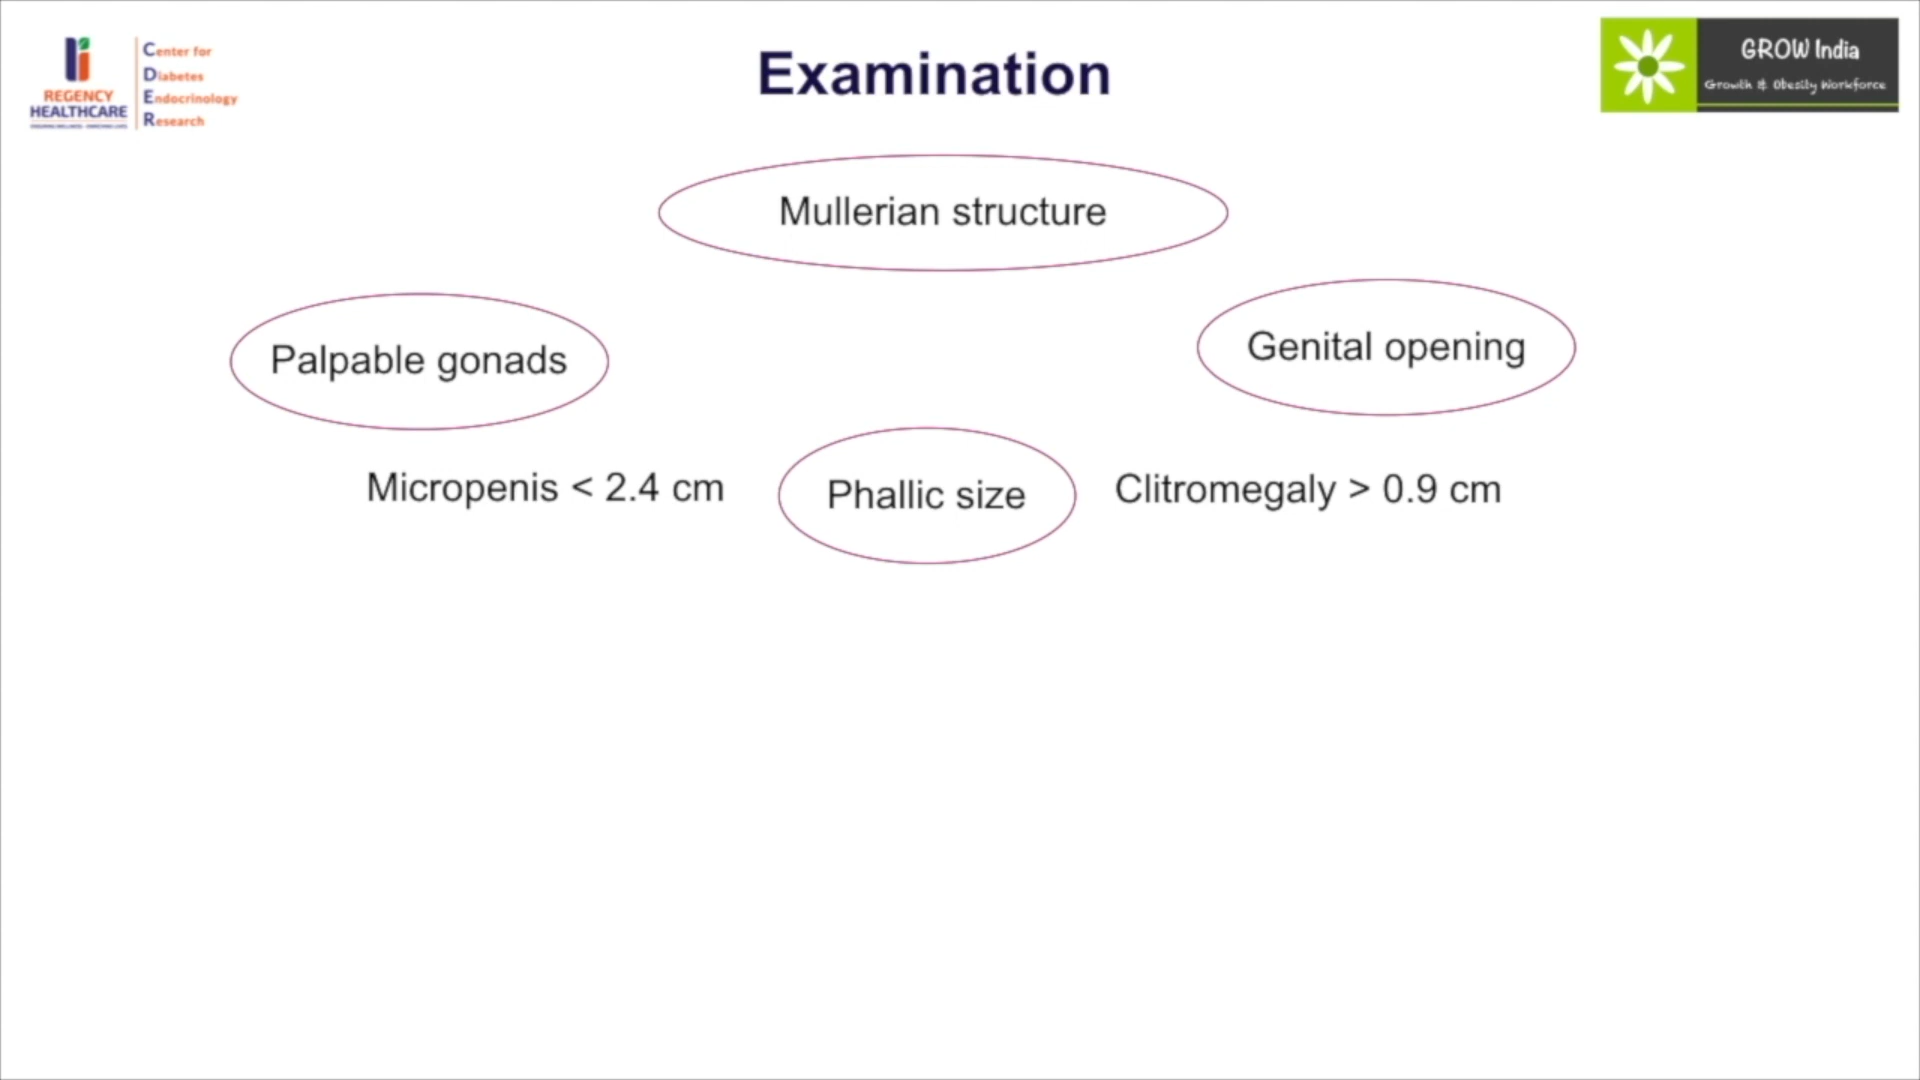 REGENCY
HEALTHCARE
Center for
Diabetes
Endocrinology
Research
Examination
GROW India
Growth & Obesity Workforce
Mullerian structure
Palpable gonads
Genital opening
Micropenis < 2.4 cm
Phallic size
Clitromegaly > 0.9 cm